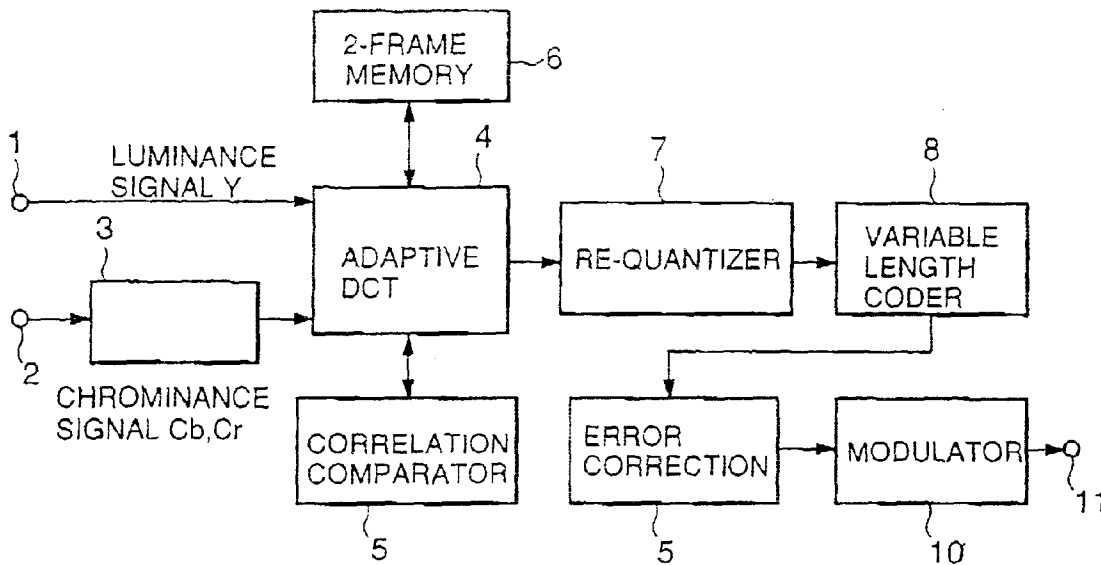 2-FRAME
MEMORY
6
1
LUMINANCE
SIGNAL Y
4
7
8
3
ADAPTIVE
DCT
RE-QUANTIZER
VARIABLE
LENGTH
CODER
2
CHROMINANCE
SIGNAL Cb,Cr
CORRELATION
COMPARATOR
ERROR
CORRECTION
MODULATOR
11
5
5
10